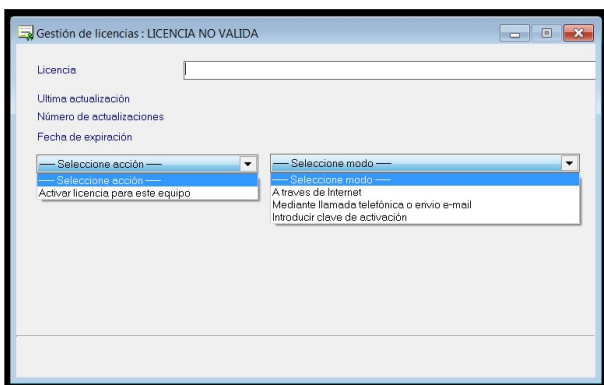 Gestión de licencias : LICENCIA NO VALIDA
Licencia
Ultima actualización
Número de actualizaciones
Fecha de expiración
── Seleccione acción ── ── Seleccione modo ──
── Seleccione acción ── ── Seleccione modo ──
Activar licencia para este equipo A traves de Internet
Mediante llamada telefónica o envio e-mail
Introducir clave de activación